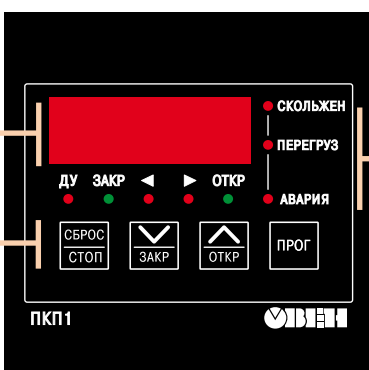 СКОЛЬЖЕН
ПЕРЕГРУЗ
ДУ ЗАКР ◄ ► ОТКР АВАРИЯ
СБРОС
СТОП ЗАКР ОТКР ПРОГ
ПКП1 ОВЕН